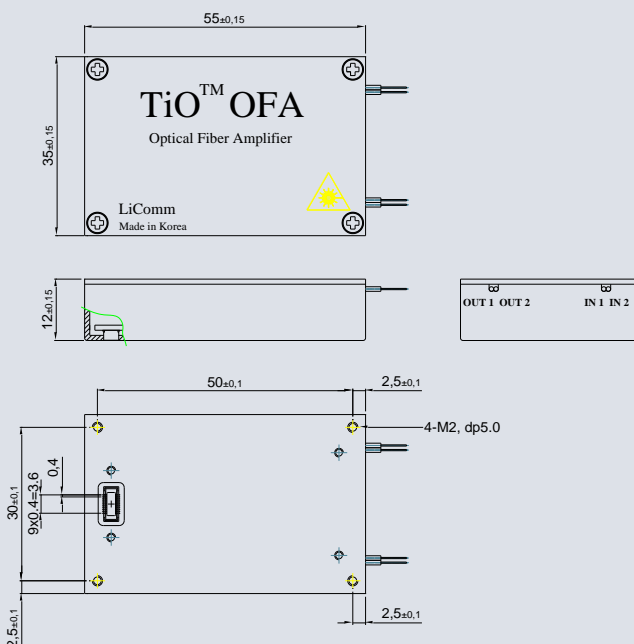 55±0,15
TiO™ OFA
Optical Fiber Amplifier
35±0,15
LiComm
Made in Korea
12±0,15
OUT 1 OUT 2 IN 1 IN 2
50±0,1
2,5±0,1
4-M2, dp5.0
0,4
9x0.4=3.6
30±0,1
2,5±0,1
2,5±0,1